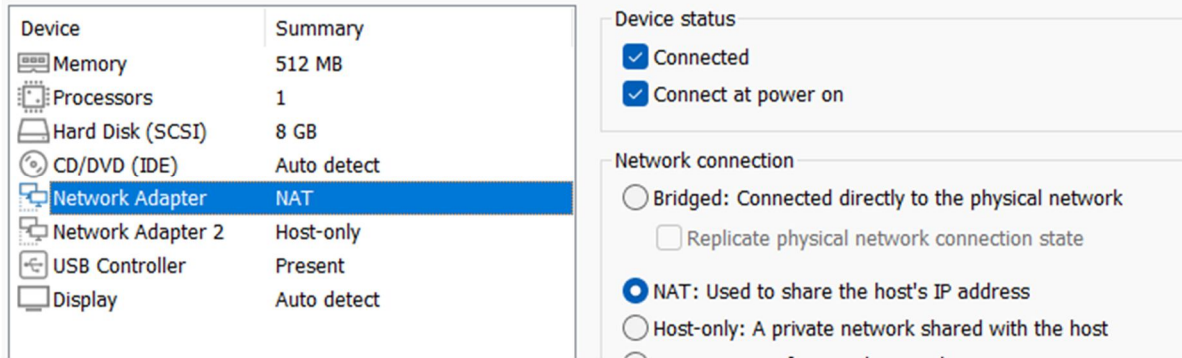 Device Summary
Memory 512 MB
Processors 1
Hard Disk (SCSI) 8 GB
CD/DVD (IDE) Auto detect
Network Adapter NAT
Network Adapter 2 Host-only
USB Controller Present
Display Auto detect
Device status
Connected
Connect at power on
Network connection
Bridged: Connected directly to the physical network
Replicate physical network connection state
NAT: Used to share the host's IP address
Host-only: A private network shared with the host